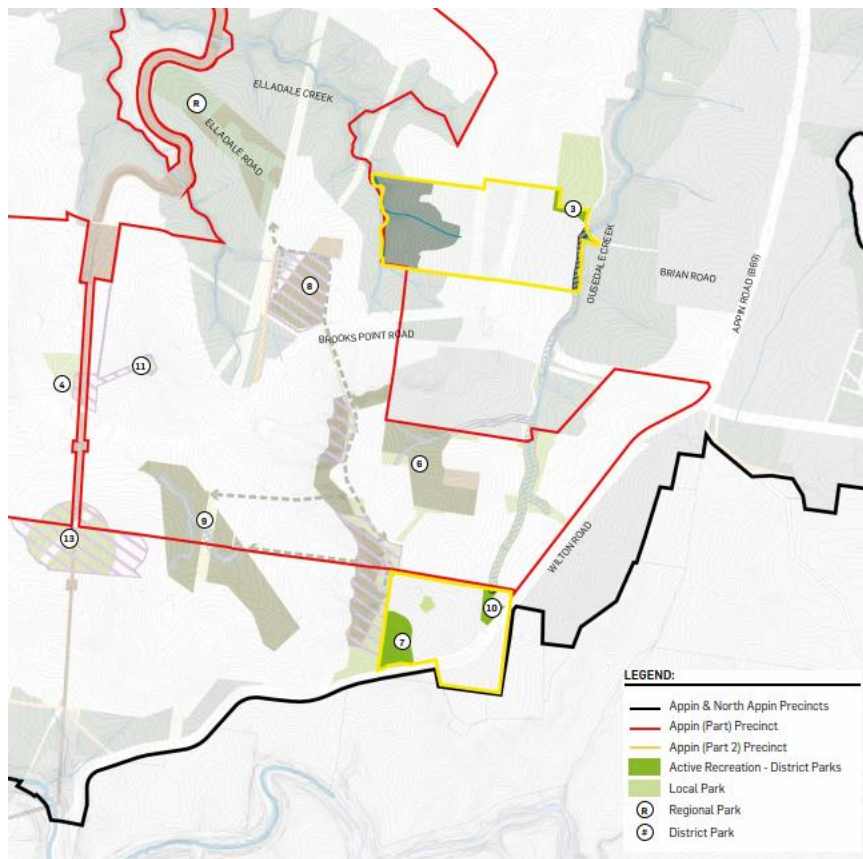 ELLADALE CREEK
R
ELLADALE ROAD
3
OUSEDALE CREEK
BRIAN ROAD
APPIN ROAD (B69)
8
BROOKS POINT ROAD
11
4
6
9
13
WILTON ROAD
10
7
LEGEND:
Appin & North Appin Precincts
Appin (Part) Precinct
Appin (Part 2) Precinct
Active Recreation - District Parks
Local Park
R Regional Park
# District Park